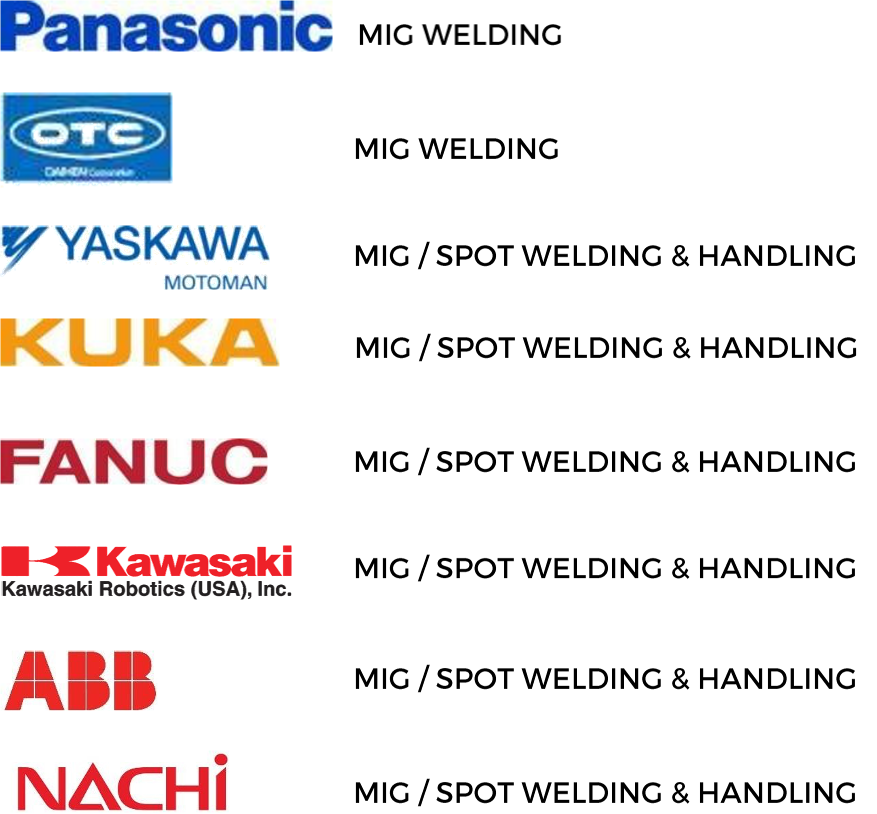 Panasonic MIG WELDING
OTC
DAIHEN Corporation
MIG WELDING
YASKAWA
MOTOMAN
MIG / SPOT WELDING & HANDLING
KUKA MIG / SPOT WELDING & HANDLING
FANUC MIG / SPOT WELDING & HANDLING
Kawasaki
Kawasaki Robotics (USA), Inc.
MIG / SPOT WELDING & HANDLING
ABB MIG / SPOT WELDING & HANDLING
NACHi MIG / SPOT WELDING & HANDLING